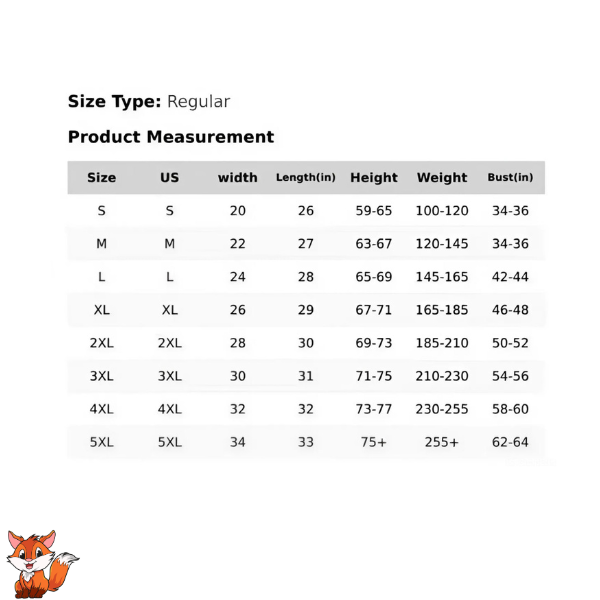 Size Type: Regular
Product Measurement
Size US width Length(in) Height Weight Bust(in)
S S 20 26 59-65 100-120 34-36
M M 22 27 63-67 120-145 34-36
L L 24 28 65-69 145-165 42-44
XL XL 26 29 67-71 165-185 46-48
2XL 2XL 28 30 69-73 185-210 50-52
3XL 3XL 30 31 71-75 210-230 54-56
4XL 4XL 32 32 73-77 230-255 58-60
5XL 5XL 34 33 75+ 255+ 62-64